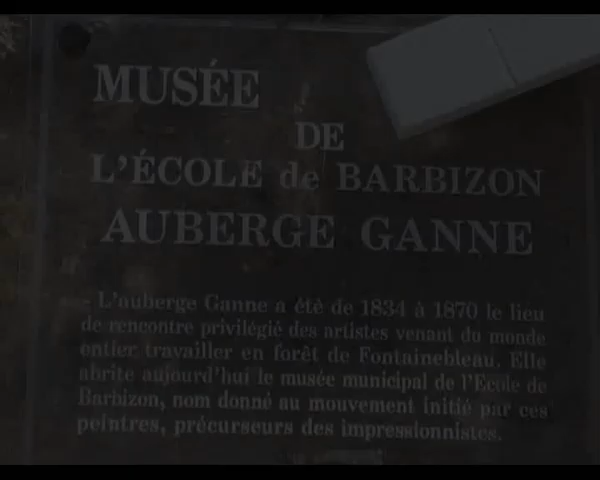 MUSÉE
DE
L'ÉCOLE de BARBIZON
AUBERGE GANNE
- L'auberge Ganne a étè de 1834 à 1870 le lieu
de rencontre privilégié des artistes venant du monde
entier travailler en forêt de Fontainebleau. Elle
abrite aujourd'hui le musée municipal de l'Ecole de
Barbizon, nom donné au mouvement initié par ces
peintres, précurseurs des impressionnistes.